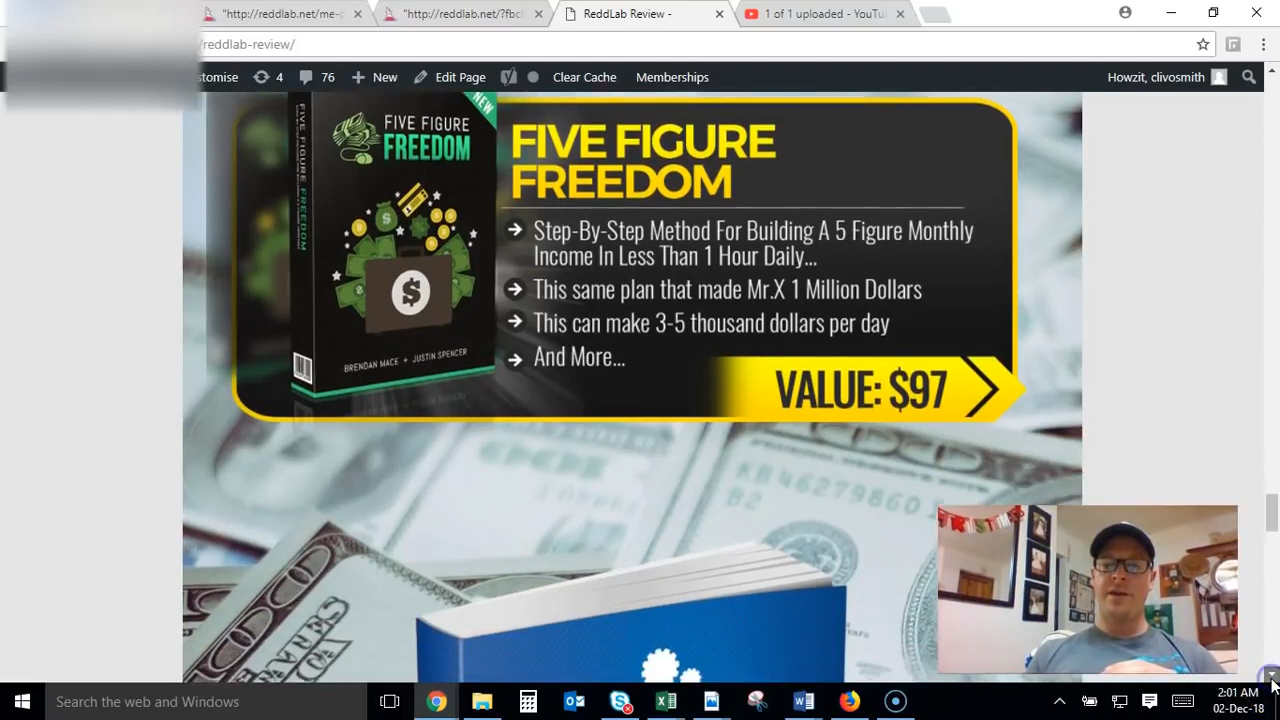 "http://reddlab.net/me-c
"http://reddlab.net/?fbcl
ReddLab Review -
1 of 1 uploaded - YouTu
/reddlab-review/
stomise 4 76 New Edit Page Clear Cache Memberships Howzit, clivosmith
NEW
FIVE FIGURE
FREEDOM
FIVE FIGURE FREEDOM
BRENDAN MACE + JUSTIN SPENCER
FIVE FIGURE
FREEDOM
Step-By-Step Method For Building A 5 Figure Monthly
Income In Less Than 1 Hour Daily...
This same plan that made Mr.X 1 Million Dollars
This can make 3-5 thousand dollars per day
And More...
VALUE: $97
KB 46279860
B2
Search the web and Windows
2:01 AM
02-Dec-18